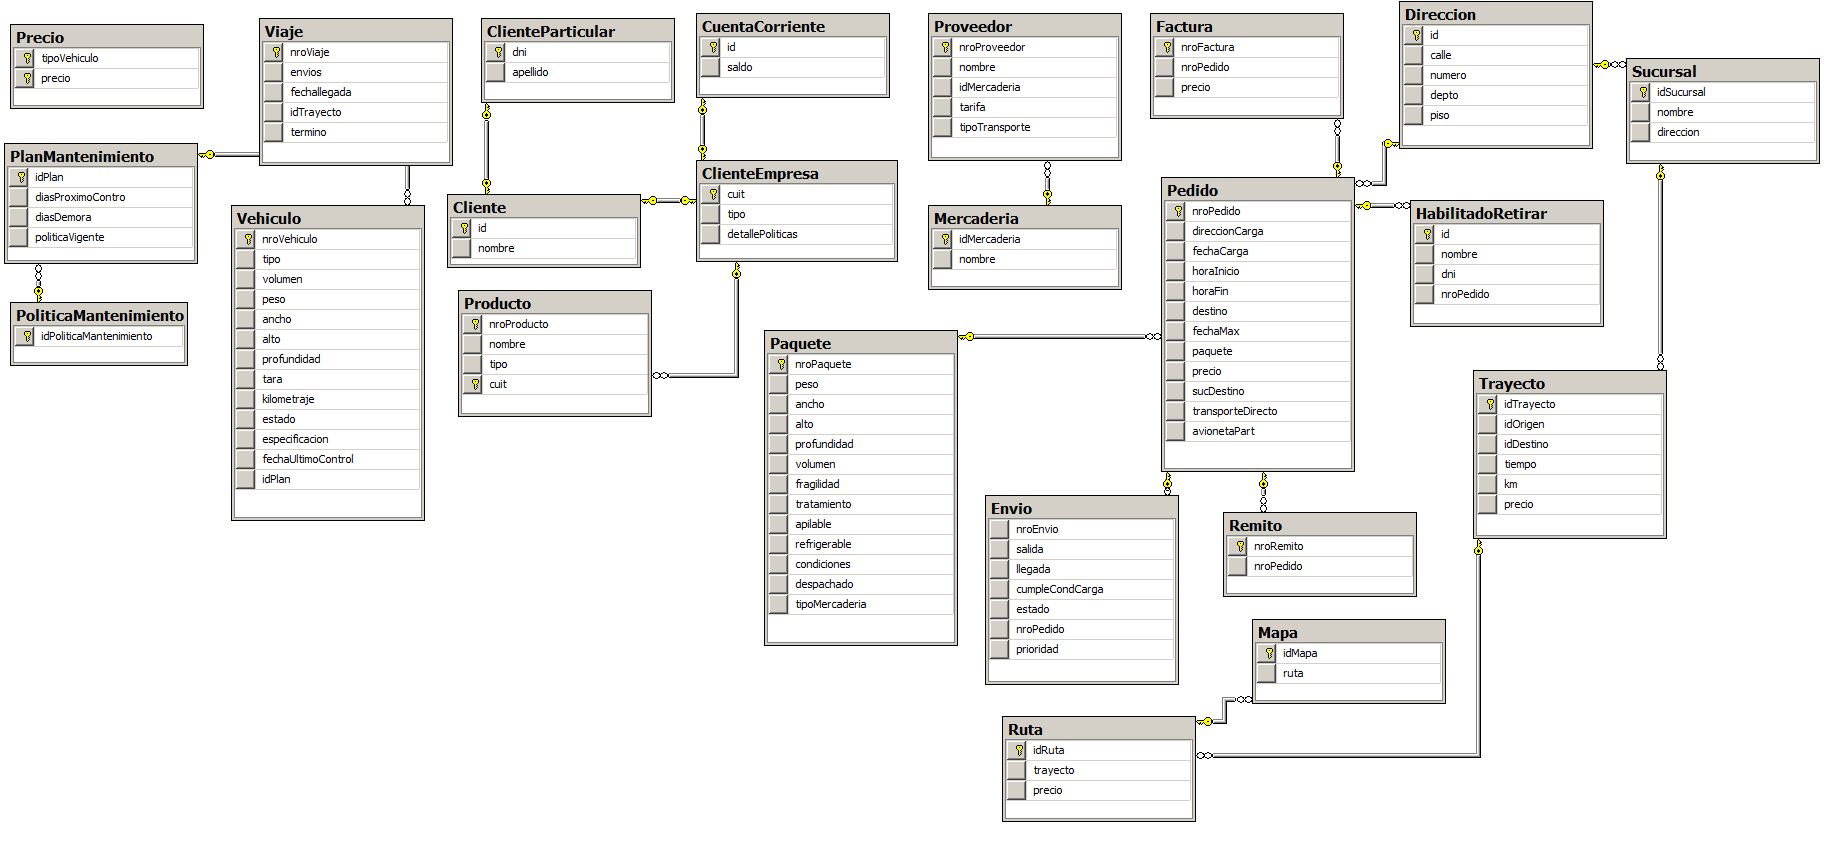 Precio
tipoVehiculo
precio
Viaje
nroViaje
envios
fechallegada
idTrayecto
termino
ClienteParticular
dni
apellido
CuentaCorriente
id
saldo
Proveedor
nroProveedor
nombre
idMercaderia
tarifa
tipoTransporte
Factura
nroFactura
nroPedido
precio
Direccion
id
calle
numero
depto
piso
Sucursal
idSucursal
nombre
direccion
PlanMantenimiento
idPlan
diasProximoContro
diasDemora
politicaVigente
PoliticaMantenimiento
idPoliticaMantenimiento
Vehiculo
nroVehiculo
tipo
volumen
peso
ancho
alto
profundidad
tara
kilometraje
estado
especificacion
fechaUltimoControl
idPlan
Cliente
id
nombre
ClienteEmpresa
cuit
tipo
detallePoliticas
Mercaderia
idMercaderia
nombre
Producto
nroProducto
nombre
tipo
cuit
Pedido
nroPedido
direccionCarga
fechaCarga
horaInicio
horaFin
destino
fechaMax
paquete
precio
sucDestino
transporteDirecto
avionetaPart
HabilitadoRetirar
id
nombre
dni
nroPedido
Paquete
nroPaquete
peso
ancho
alto
profundidad
volumen
fragilidad
tratamiento
apilable
refrigerable
condiciones
despachado
tipoMercaderia
Trayecto
idTrayecto
idOrigen
idDestino
tiempo
km
precio
Envio
nroEnvio
salida
llegada
cumpleCondCarga
estado
nroPedido
prioridad
Remito
nroRemito
nroPedido
Mapa
idMapa
ruta
Ruta
idRuta
trayecto
precio